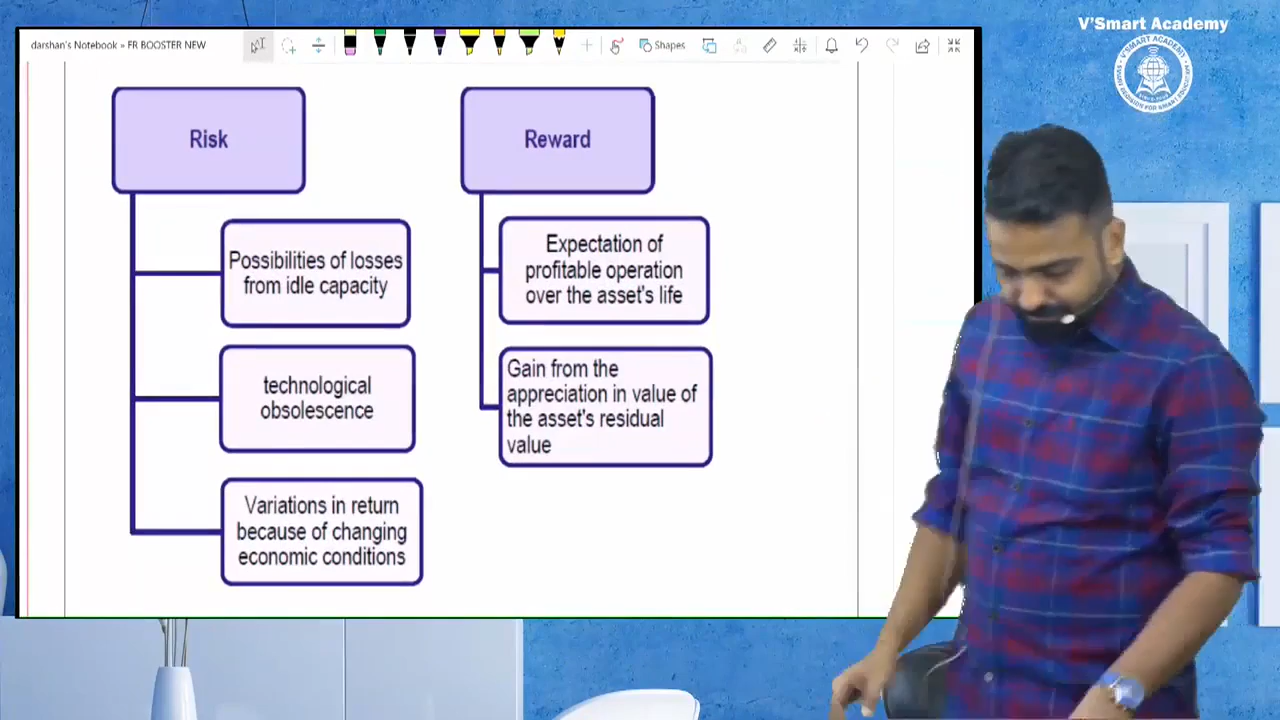 V'Smart Academy
darshan's Notebook » FR BOOSTER NEW
Shapes
Risk
Possibilities of losses
from idle capacity
technological
obsolescence
Variations in return
because of changing
economic conditions
Reward
Expectation of
profitable operation
over the asset's life
Gain from the
appreciation in value of
the asset's residual
value